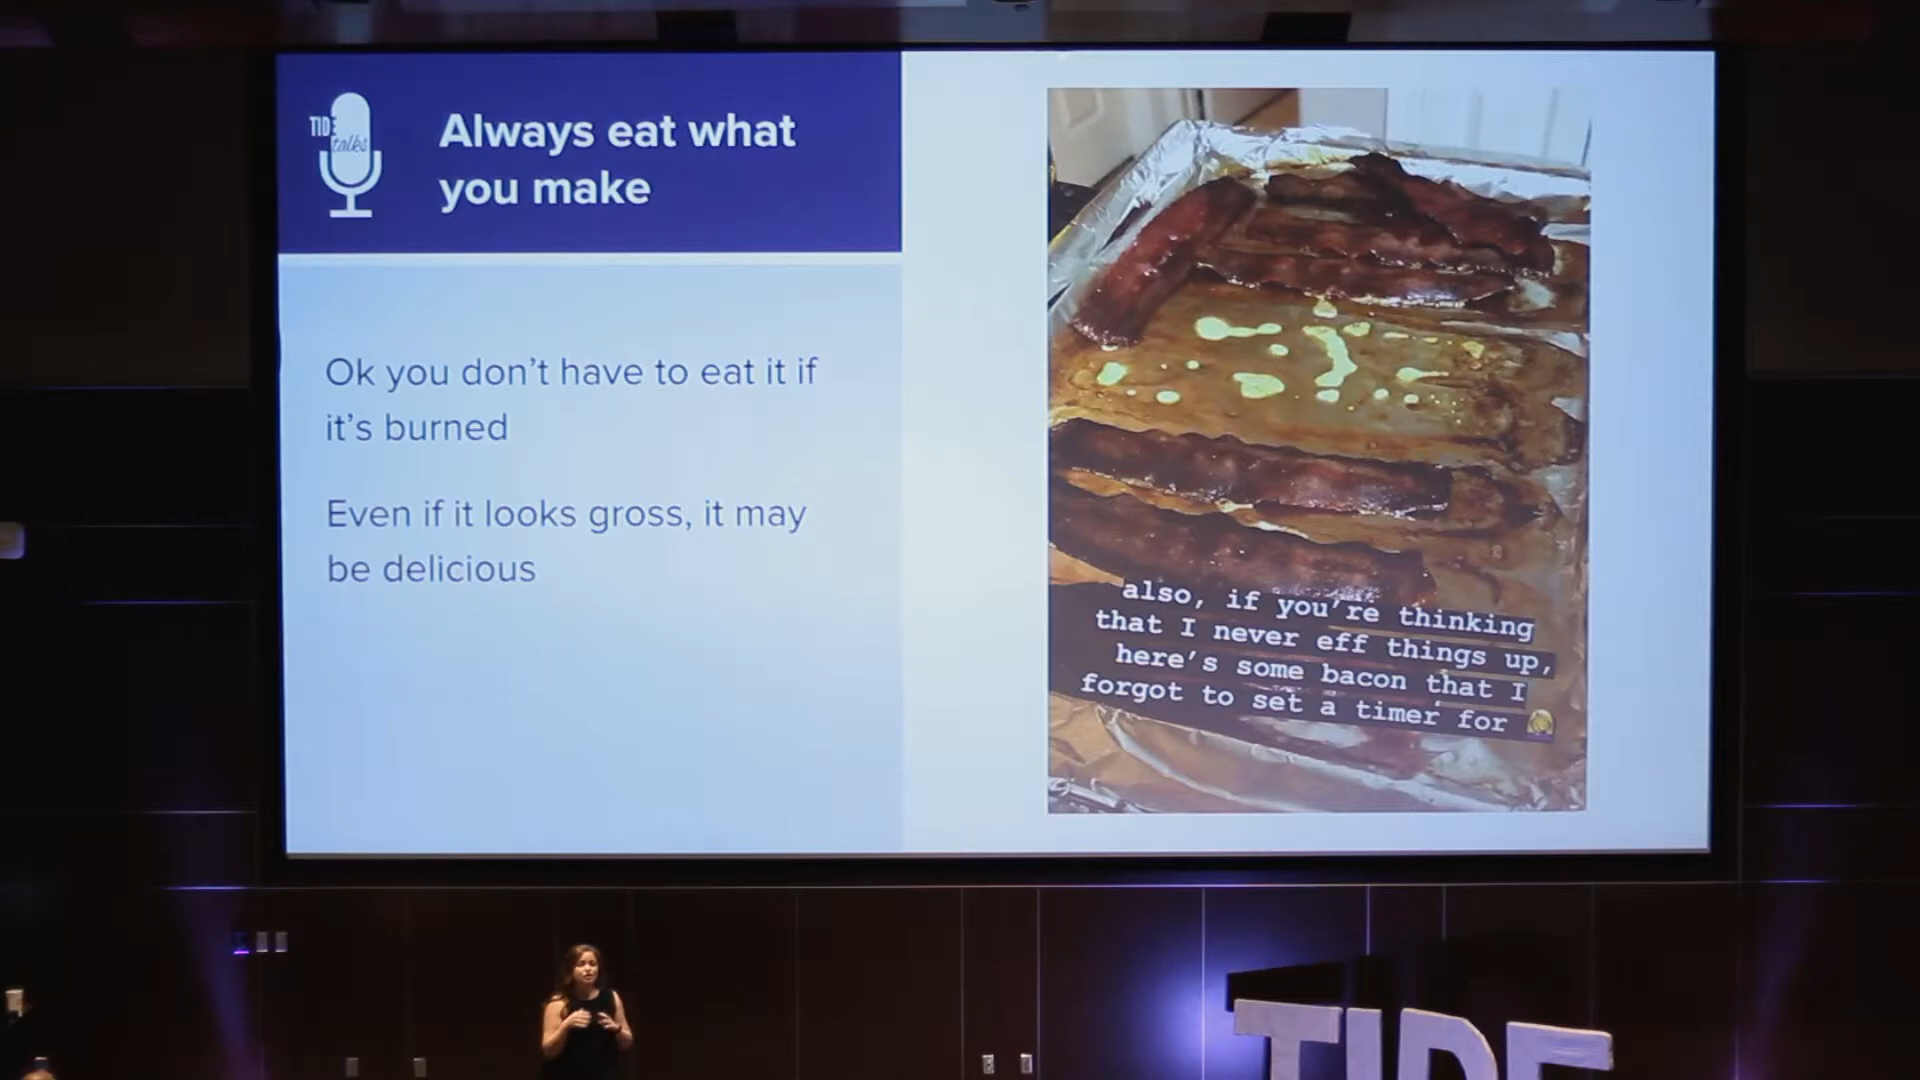 TIDE
talks
Always eat what
you make
Ok you don't have to eat it if
it's burned
Even if it looks gross, it may
be delicious
also, if you're thinking
that I never eff things up,
here's some bacon that I
forgot to set a timer for
TIDE